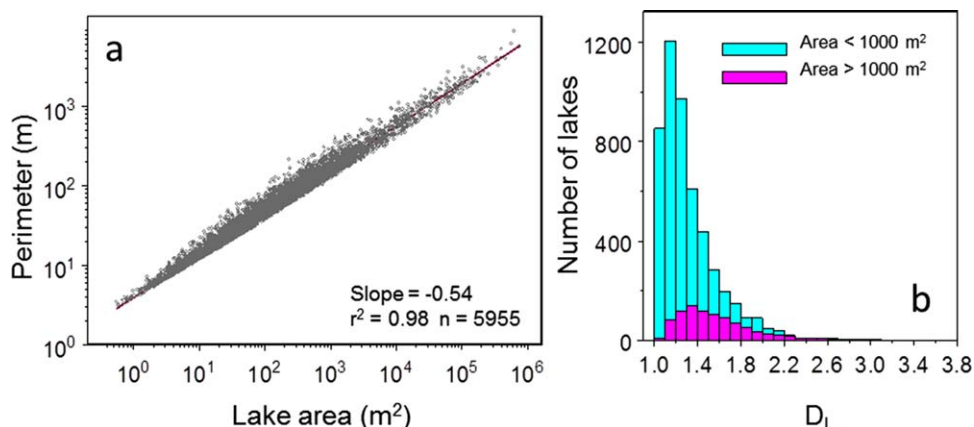 a
Perimeter (m)
10³
10²
10¹
10⁰
Slope = -0.54
r² = 0.98 n = 5955
10⁰ 10¹ 10² 10³ 10⁴ 10⁵ 10⁶
Lake area (m²)
b
Number of lakes
1200
800
400
0
Area < 1000 m²
Area > 1000 m²
1.0 1.4 1.8 2.2 2.6 3.0 3.4 3.8